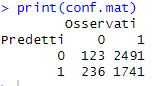 > print(conf.mat)
Osservati
Predetti 0 1
0 123 2491
1 236 1741